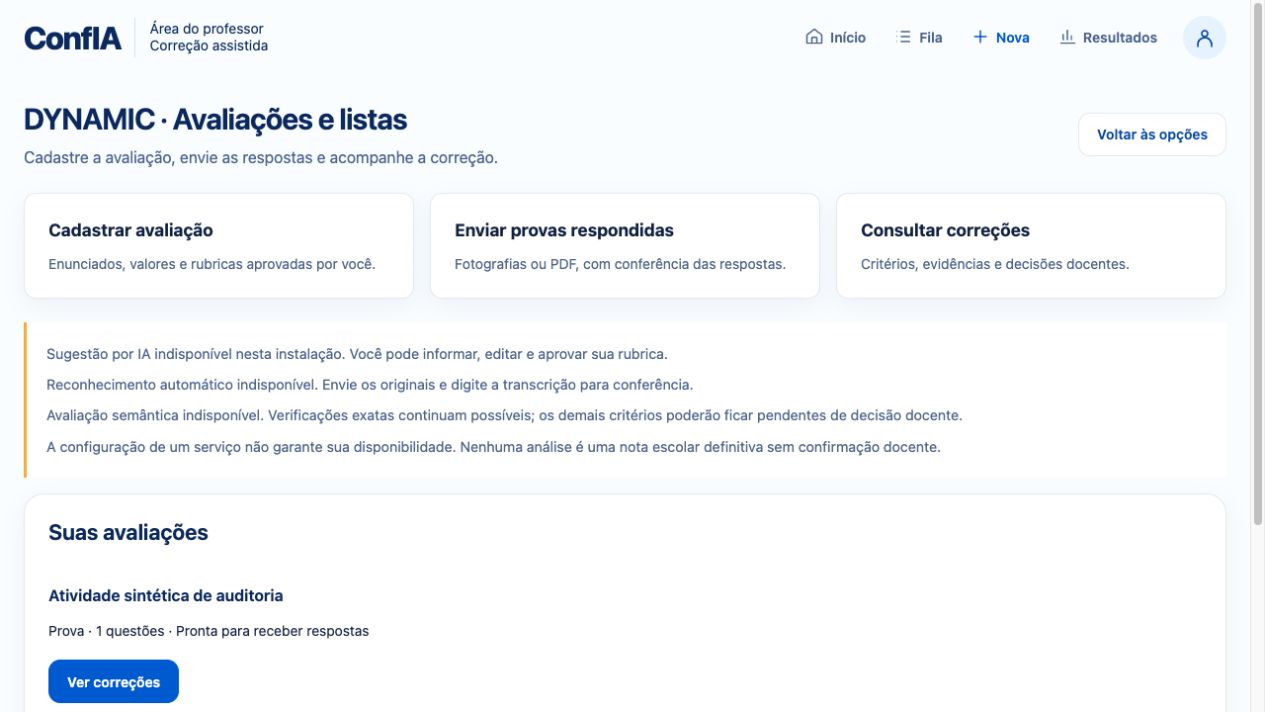 ConfIA
Área do professor
Correção assistida
Início
Fila
Nova
Resultados
DYNAMIC · Avaliações e listas
Cadastre a avaliação, envie as respostas e acompanhe a correção.
Voltar às opções
Cadastrar avaliação
Enunciados, valores e rubricas aprovadas por você.
Enviar provas respondidas
Fotografias ou PDF, com conferência das respostas.
Consultar correções
Critérios, evidências e decisões docentes.
Sugestão por IA indisponível nesta instalação. Você pode informar, editar e aprovar sua rubrica.
Reconhecimento automático indisponível. Envie os originais e digite a transcrição para conferência.
Avaliação semântica indisponível. Verificações exatas continuam possíveis; os demais critérios poderão ficar pendentes de decisão docente.
A configuração de um serviço não garante sua disponibilidade. Nenhuma análise é uma nota escolar definitiva sem confirmação docente.
Suas avaliações
Atividade sintética de auditoria
Prova · 1 questões · Pronta para receber respostas
Ver correções